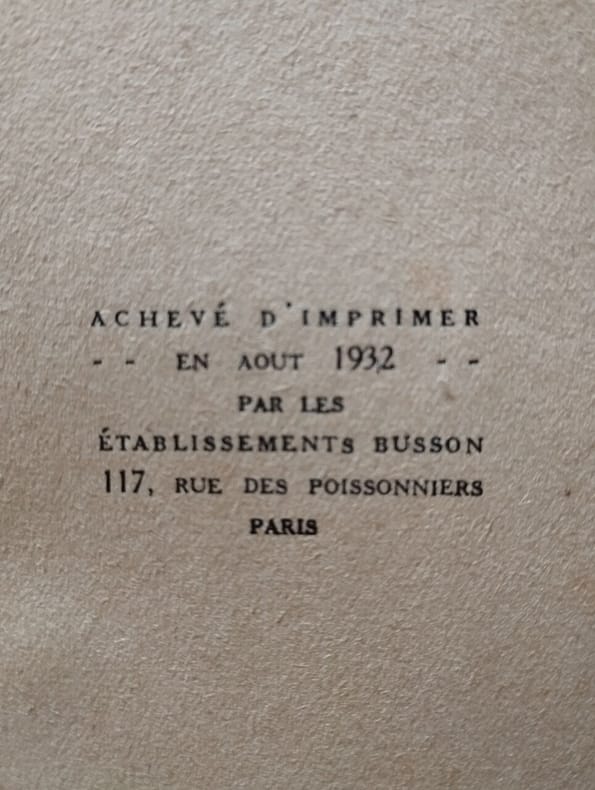 ACHEVÉ D'IMPRIMER
- - EN AOUT 1932 - -
PAR LES
ÉTABLISSEMENTS BUSSON
117, RUE DES POISSONNIERS
PARIS